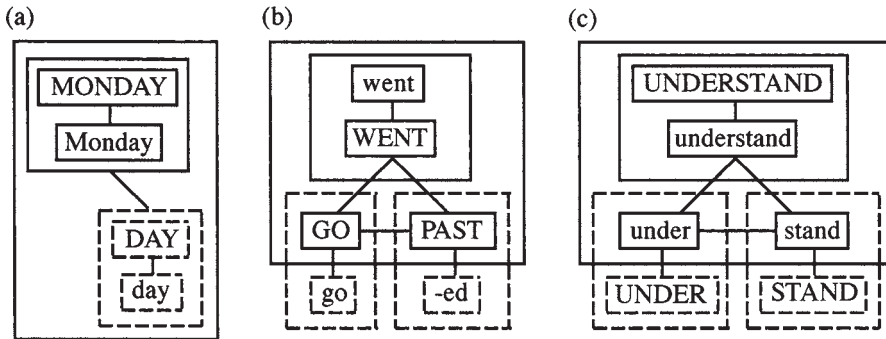 (a)
MONDAY
Monday
DAY
day
(b)
went
WENT
GO
PAST
go
-ed
(c)
UNDERSTAND
understand
under
stand
UNDER
STAND